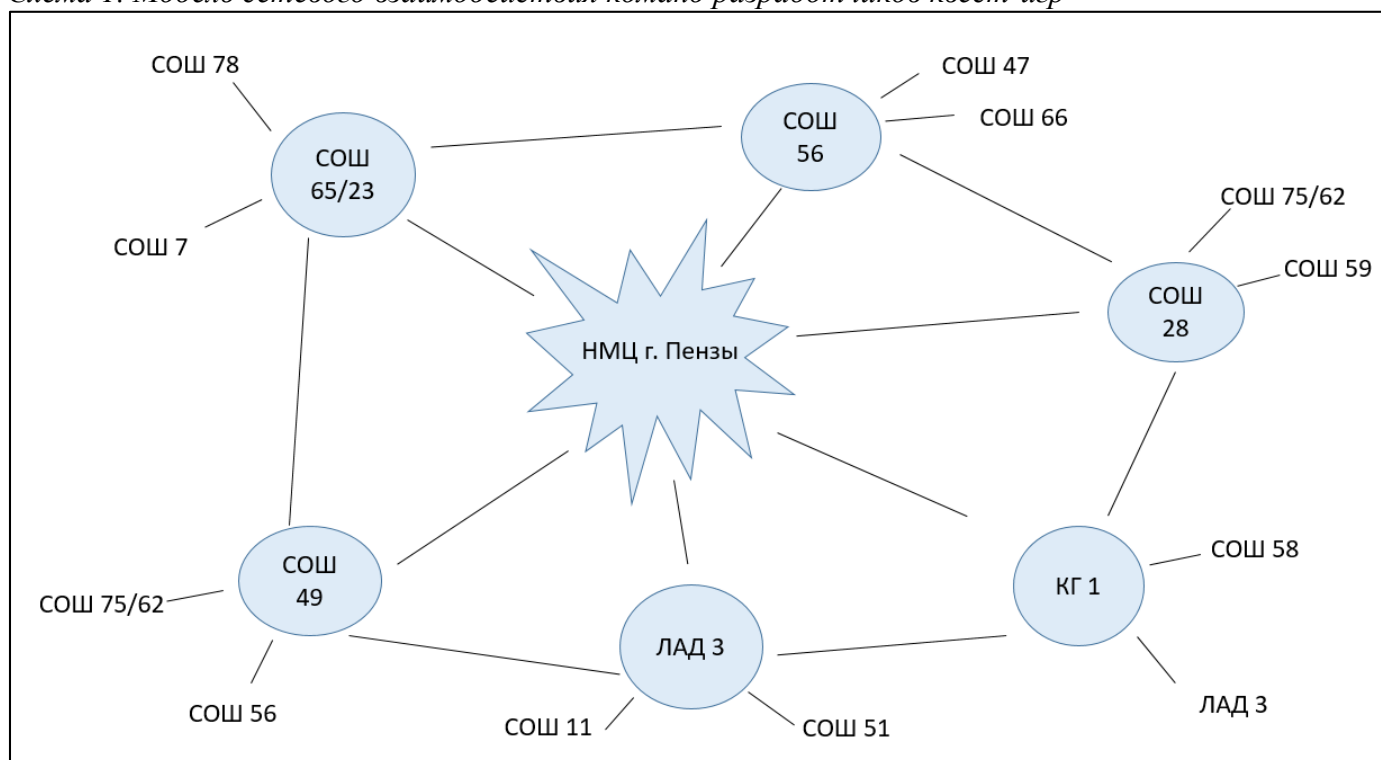 СОШ 78
СОШ 47
СОШ
56
СОШ 66
СОШ
65/23
СОШ 75/62
СОШ 7
СОШ 59
СОШ
28
НМЦ г. Пензы
СОШ 58
СОШ
49
КГ 1
СОШ 75/62
ЛАД 3
ЛАД 3
СОШ 56
СОШ 11
СОШ 51